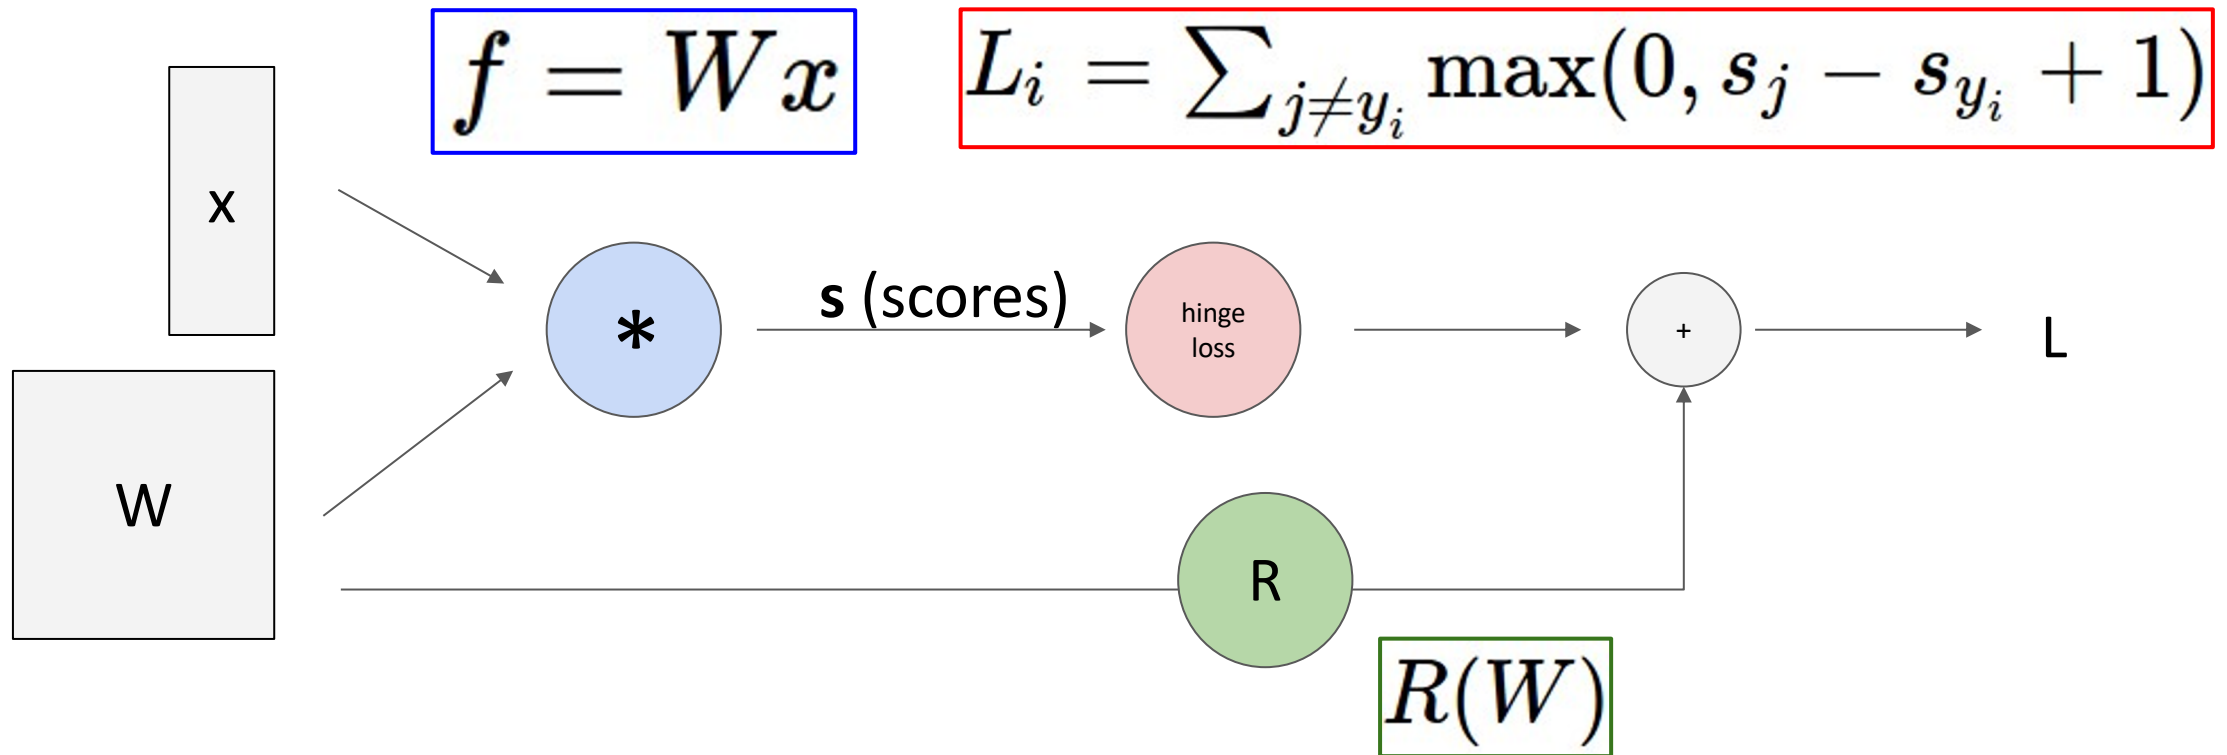 f = Wx
L_i = ∑_{j≠y_i} max(0, s_j − s_{y_i} + 1)
x
W
*
s (scores)
hinge
loss
+
L
R
R(W)